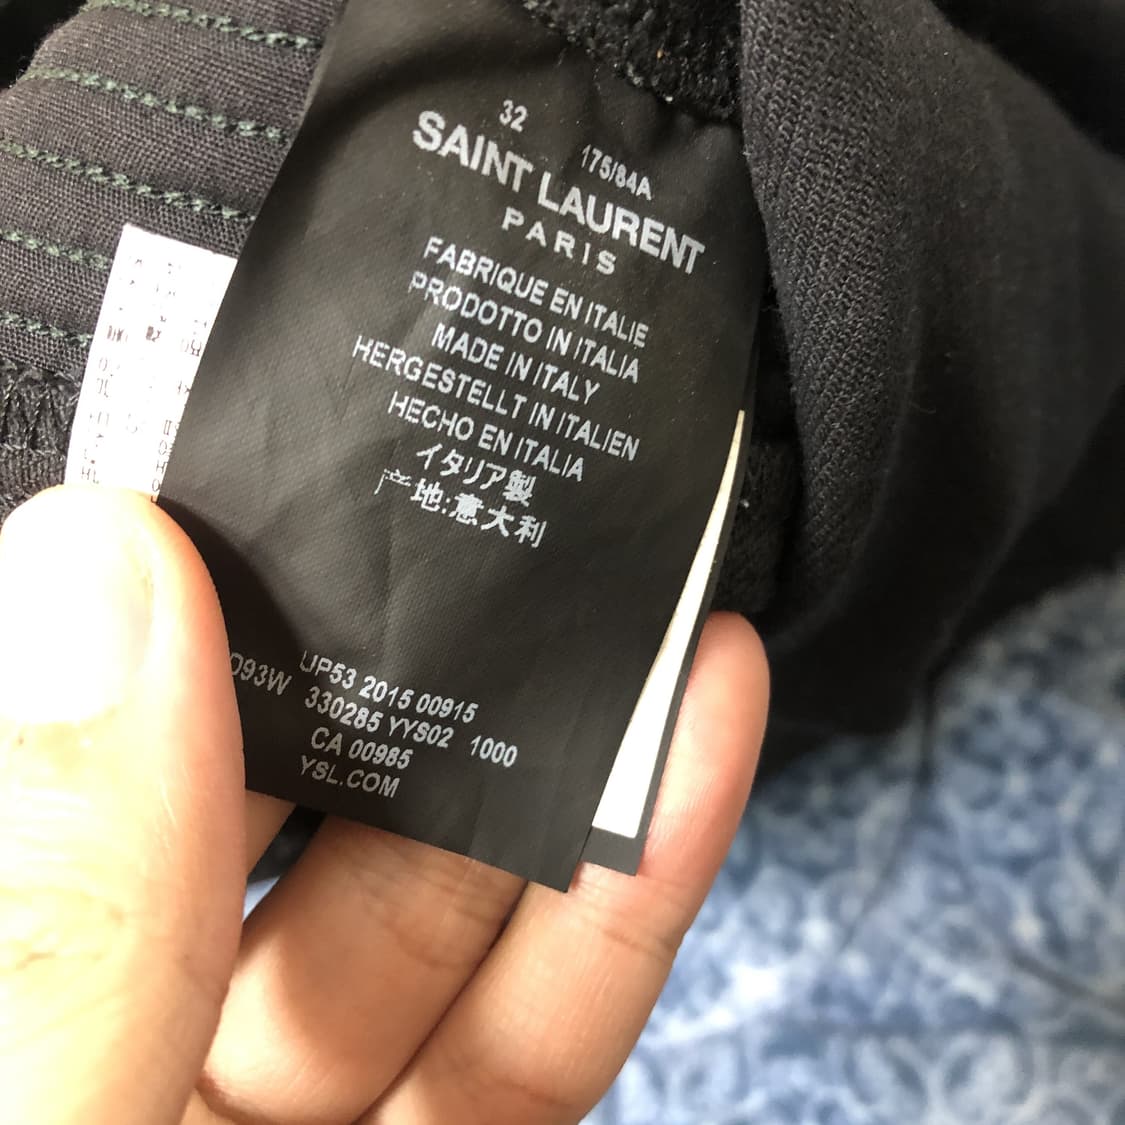 32
175/84A
SAINT LAURENT
PARIS
FABRIQUE EN ITALIE
PRODOTTO IN ITALIA
MADE IN ITALY
HERGESTELLT IN ITALIEN
HECHO EN ITALIA
イタリア製
产地:意大利
093W
UP53 2015 00915
330285 YYS02 1000
CA 00985
YSL.COM